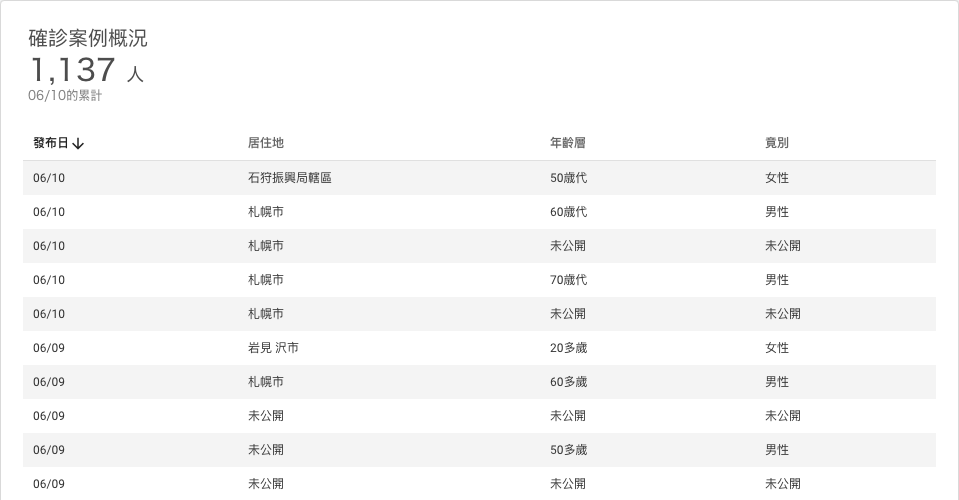 確診案例概況
1,137 人
06/10的累計
發布日↓ 居住地 年齡層 竟別
06/10 石狩振興局轄區 50歳代 女性
06/10 札幌市 60歳代 男性
06/10 札幌市 未公開 未公開
06/10 札幌市 70歳代 男性
06/10 札幌市 未公開 未公開
06/09 岩見 沢市 20多歲 女性
06/09 札幌市 60多歲 男性
06/09 未公開 未公開 未公開
06/09 未公開 50多歲 男性
06/09 未公開 未公開 未公開